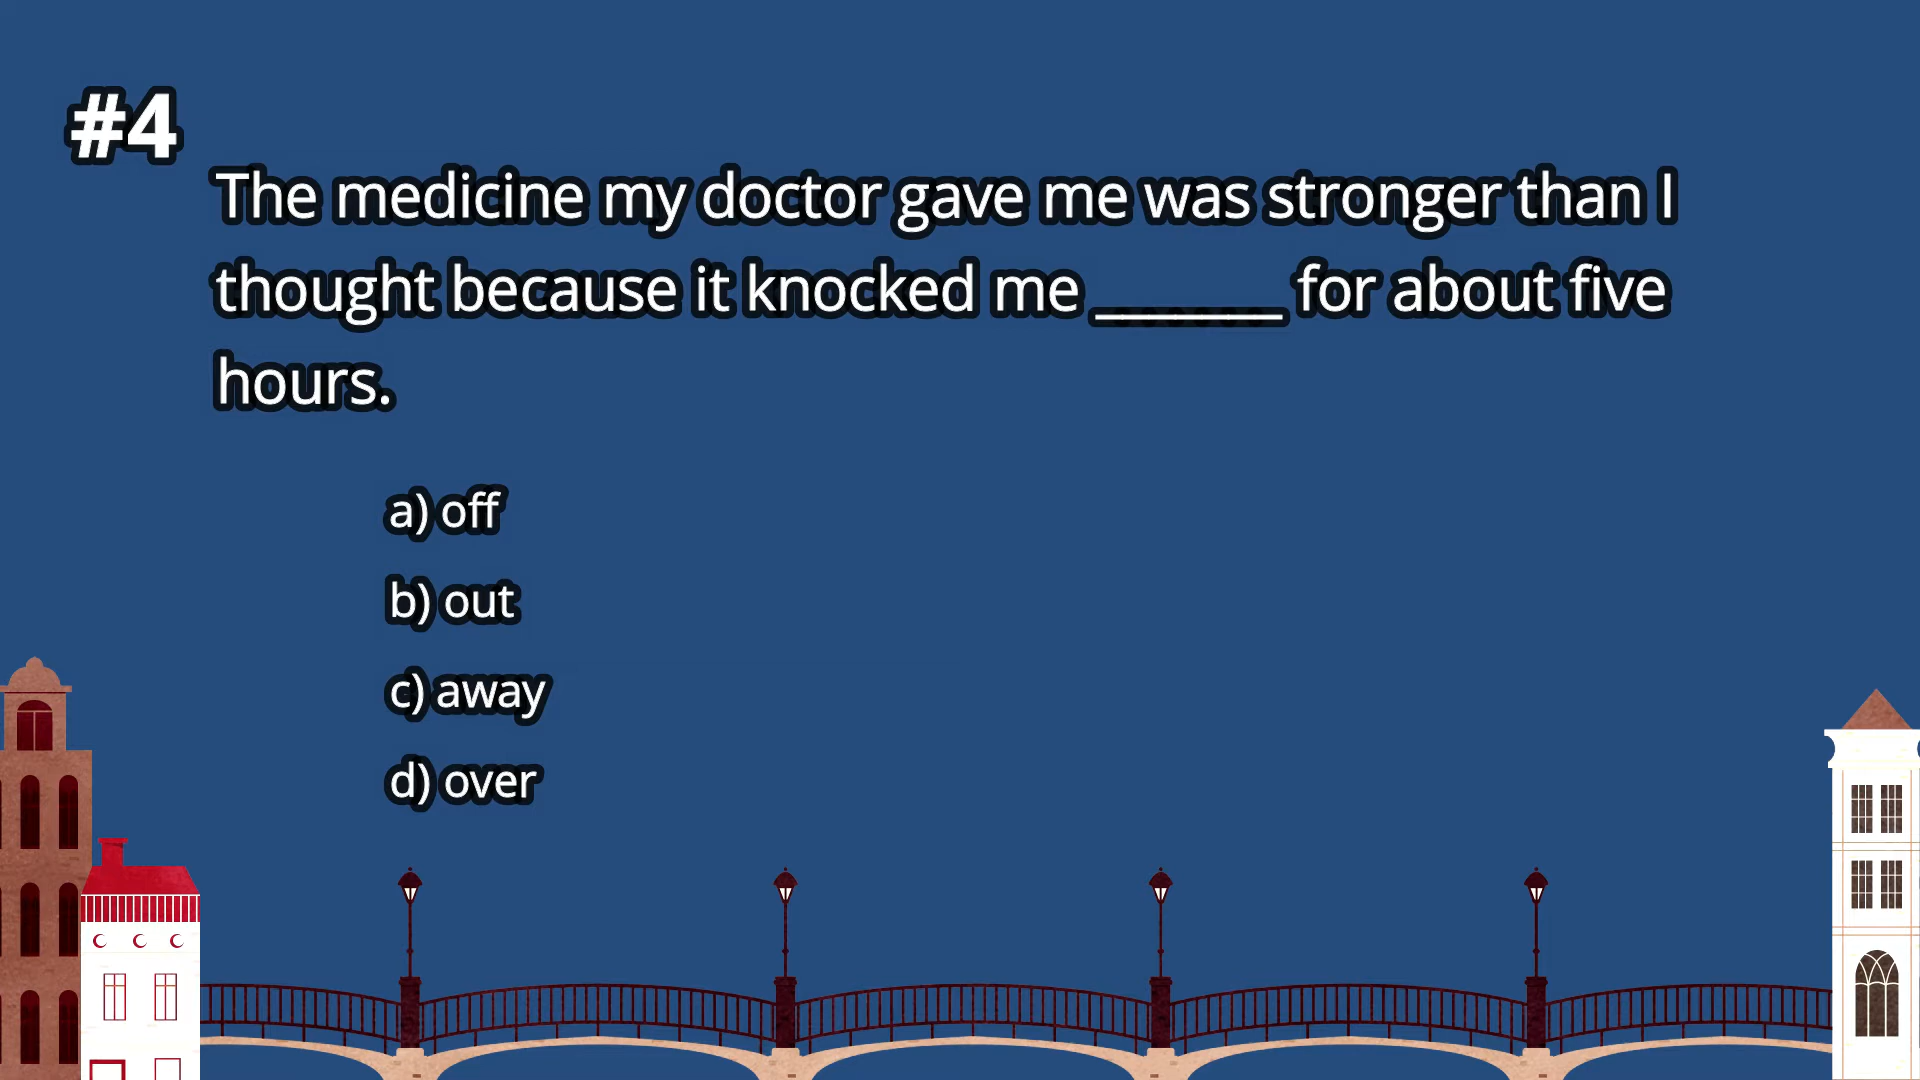 #4
The medicine my doctor gave me was stronger than I
thought because it knocked me _______ for about five
hours.
a) off
b) out
c) away
d) over